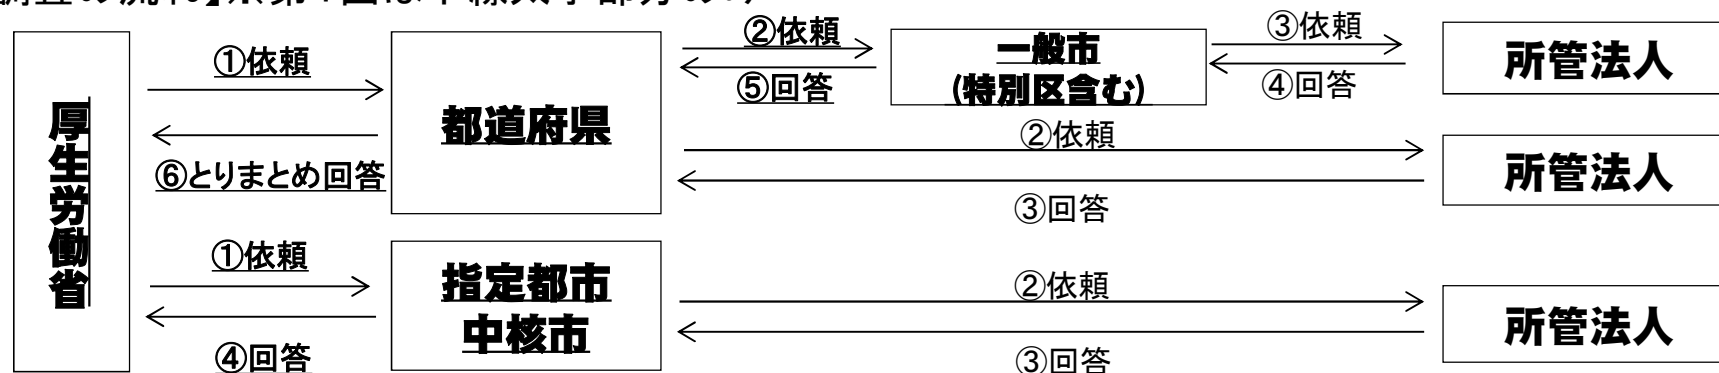 ①依頼
②依頼
一般市
(特別区含む)
③依頼
所管法人
⑤回答
④回答
厚生労働省
都道府県
②依頼
所管法人
⑥とりまとめ回答
③回答
①依頼
指定都市
中核市
②依頼
所管法人
④回答
③回答